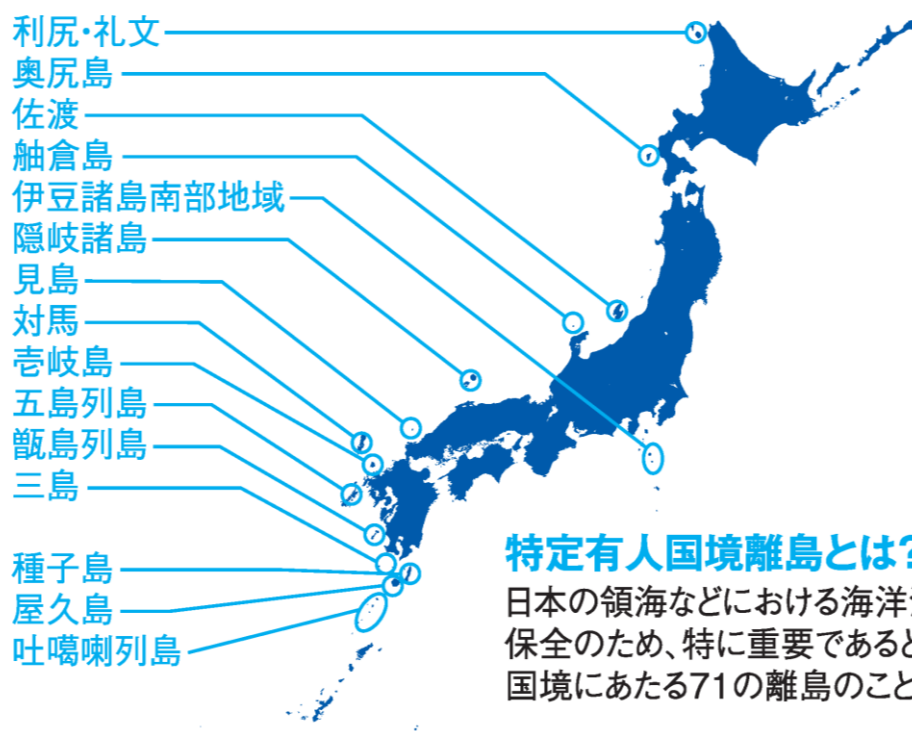 利尻・礼文
奥尻島
佐渡
舳倉島
伊豆諸島南部地域
隠岐諸島
見島
対馬
壱岐島
五島列島
甑島列島
三島
種子島
屋久島
吐噶喇列島
特定有人国境離島とは?
日本の領海などにおける海洋
保全のため、特に重要であると
国境にあたる71の離島のこと